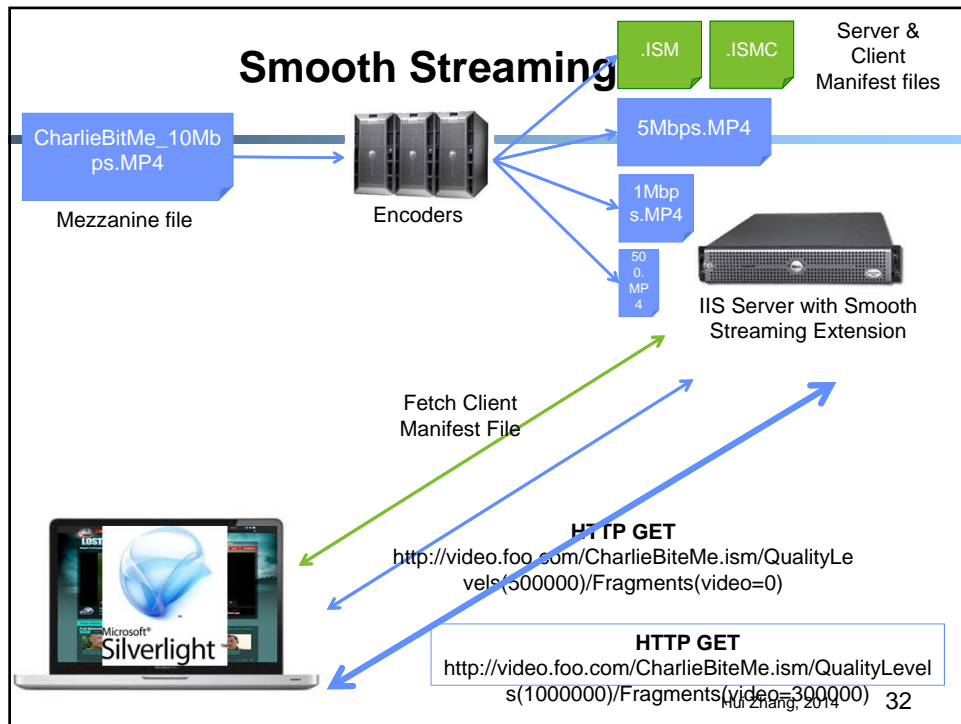 Smooth Streaming
.ISM
.ISMC
Server &
Client
Manifest files
CharlieBitMe_10Mb
ps.MP4
Mezzanine file
Encoders
5Mbps.MP4
1Mbp
s.MP4
50
0.
MP
4
IIS Server with Smooth
Streaming Extension
Fetch Client
Manifest File
HTTP GET
http://video.foo.com/CharlieBiteMe.ism/QualityLe
vels(500000)/Fragments(video=0)
HTTP GET
http://video.foo.com/CharlieBiteMe.ism/QualityLevel
s(1000000)/Fragments(video=300000)
LOST
Microsoft®
Silverlight™
Hui Zhang, 2014
32